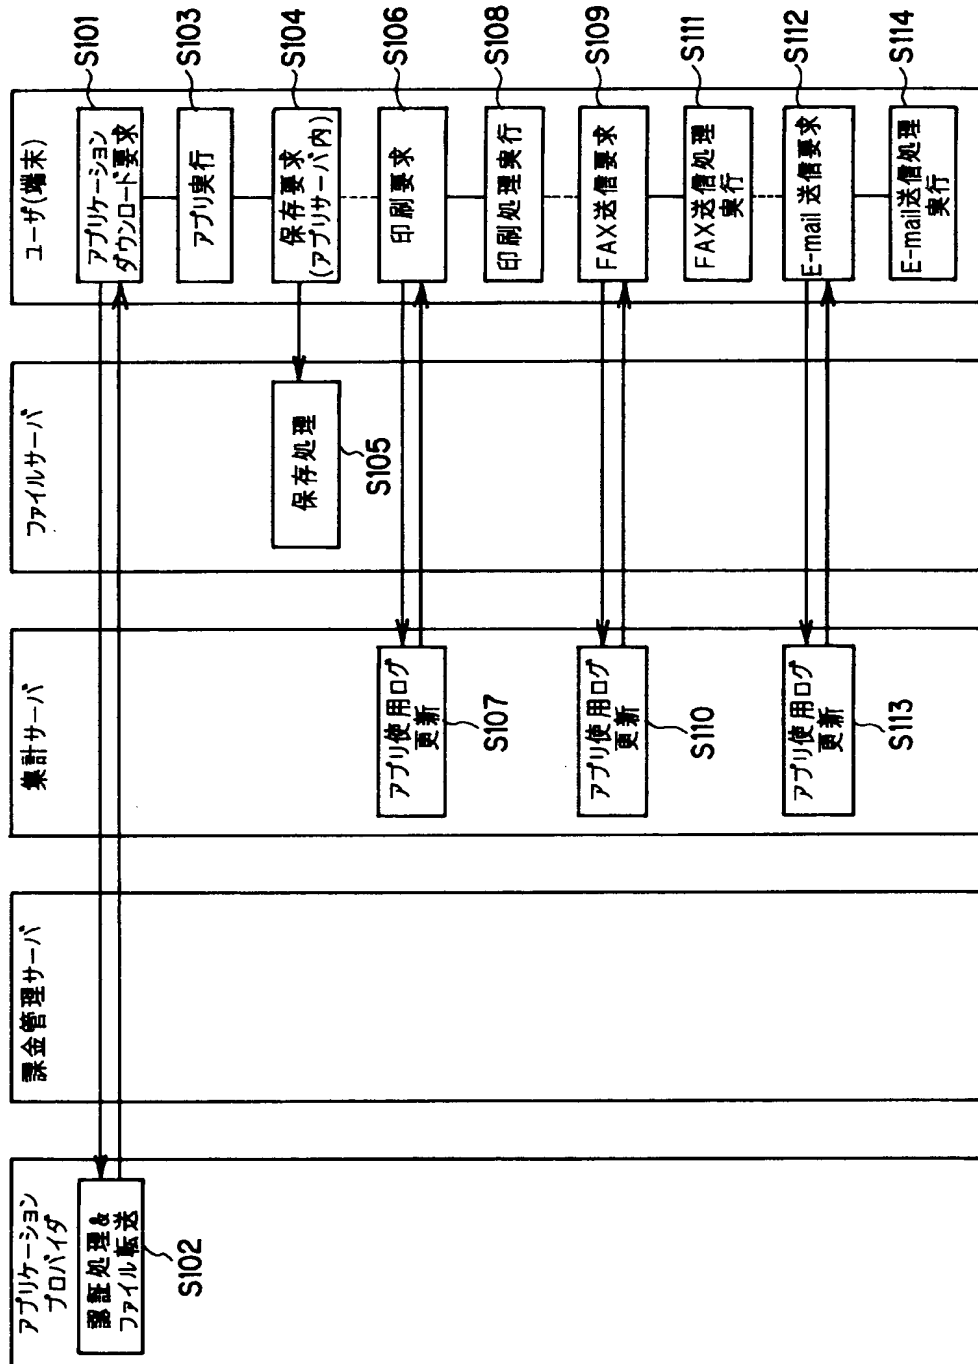 アプリケーション
プロバイダ
認証処理&
ファイル転送
S102
課金管理サーバ
集計サーバ
アプリ使用ログ
更新
S107
アプリ使用ログ
更新
S110
アプリ使用ログ
更新
S113
ファイルサーバ
保存処理
S105
ユーザ(端末)
アプリケーション
ダウンロード要求
S101
アプリ実行
S103
保存要求
(アプリサーバ内)
S104
印刷要求
S106
印刷処理実行
S108
FAX送信要求
S109
FAX送信処理
実行
S111
E-mail送信要求
S112
E-mail送信処理
実行
S114